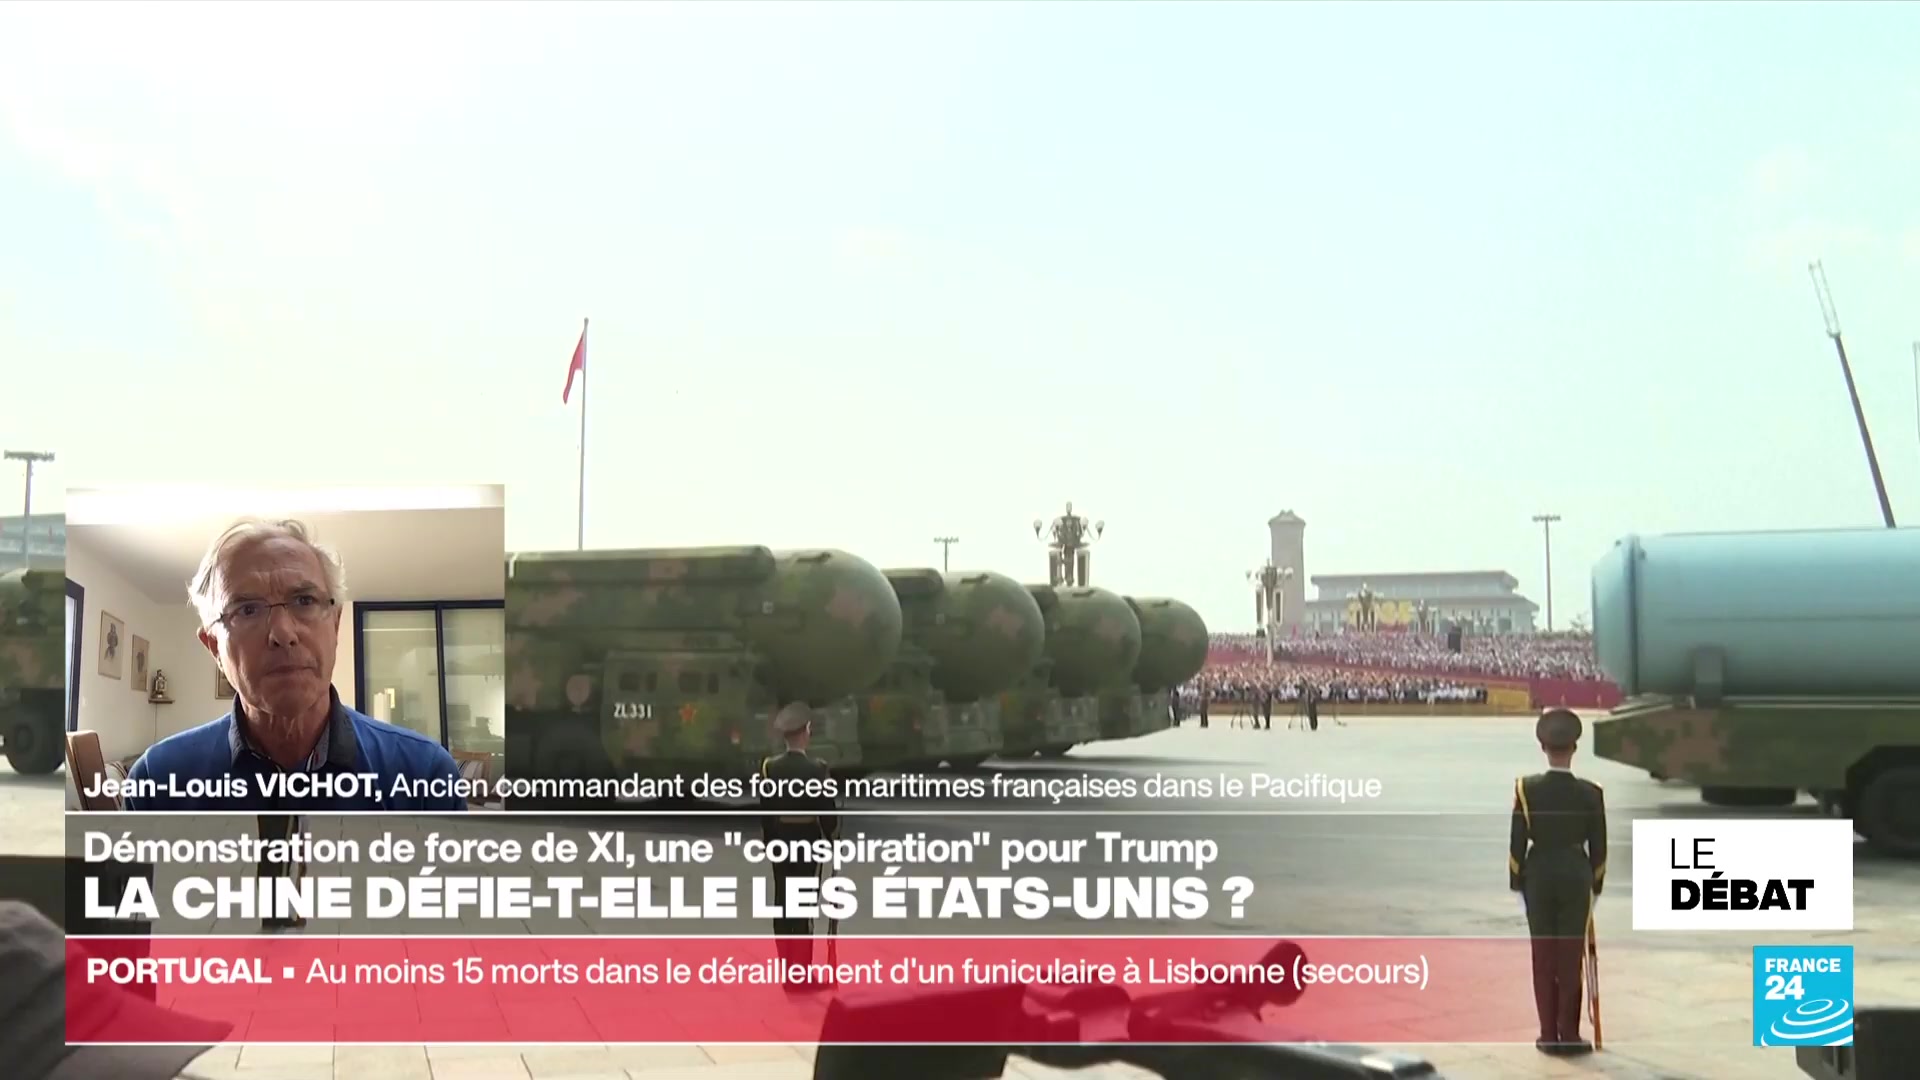 ZL331
Jean-Louis VICHOT, Ancien commandant des forces maritimes françaises dans le Pacifique
Démonstration de force de XI, une "conspiration" pour Trump
LA CHINE DÉFIE-T-ELLE LES ÉTATS-UNIS ?
LE
DÉBAT
PORTUGAL ▪ Au moins 15 morts dans le déraillement d'un funiculaire à Lisbonne (secours)
FRANCE
24